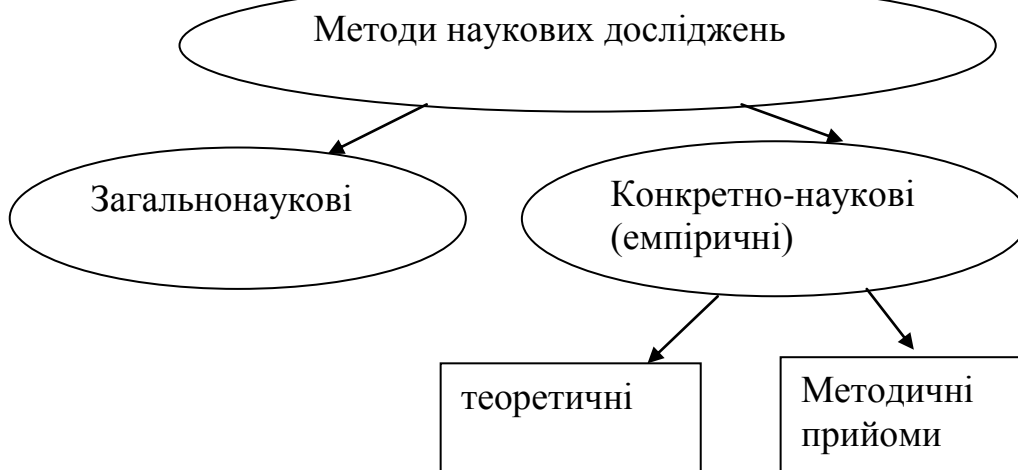 Методи наукових досліджень
Загальнонаукові
Конкретно-наукові
(емпіричні)
теоретичні
Методичні
прийоми